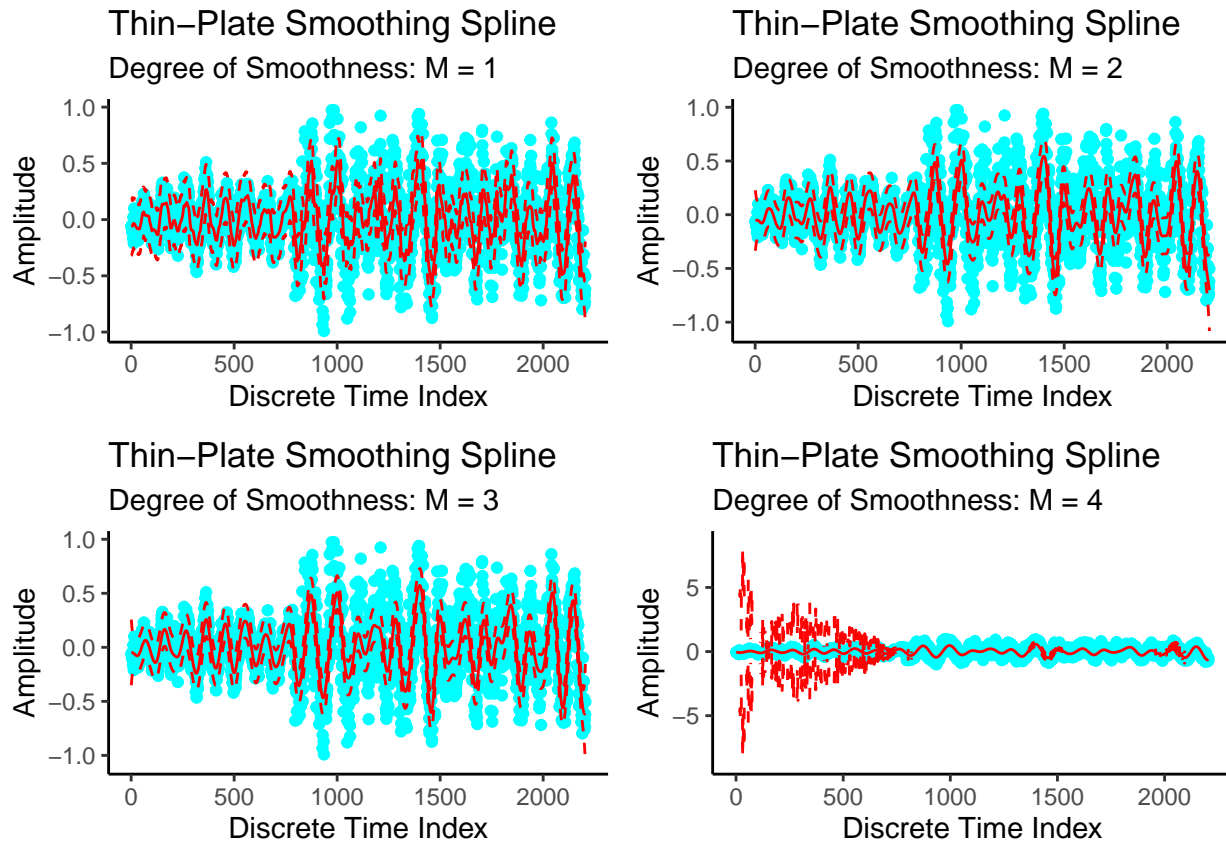 Thin−Plate Smoothing Spline
Degree of Smoothness: M = 1
1.0
0.5
0.0
−0.5
−1.0
Amplitude
0 500 1000 1500 2000
Discrete Time Index
Thin−Plate Smoothing Spline
Degree of Smoothness: M = 2
1.0
0.5
0.0
−0.5
−1.0
Amplitude
0 500 1000 1500 2000
Discrete Time Index
Thin−Plate Smoothing Spline
Degree of Smoothness: M = 3
1.0
0.5
0.0
−0.5
−1.0
Amplitude
0 500 1000 1500 2000
Discrete Time Index
Thin−Plate Smoothing Spline
Degree of Smoothness: M = 4
5
0
−5
Amplitude
0 500 1000 1500 2000
Discrete Time Index